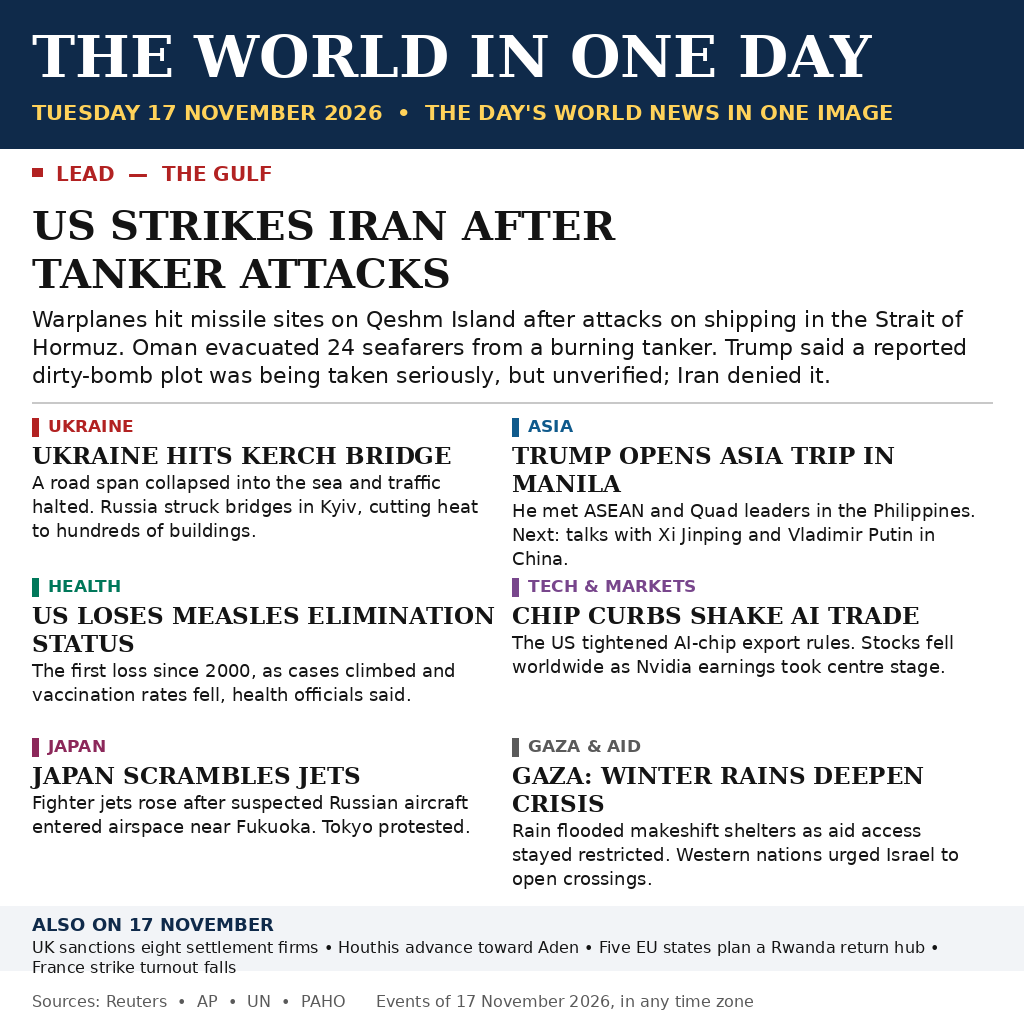 THE WORLD IN ONE DAY
TUESDAY 17 NOVEMBER 2026 • THE DAY'S WORLD NEWS IN ONE IMAGE
LEAD — THE GULF
US STRIKES IRAN AFTER
TANKER ATTACKS
Warplanes hit missile sites on Qeshm Island after attacks on shipping in the Strait of
Hormuz. Oman evacuated 24 seafarers from a burning tanker. Trump said a reported
dirty-bomb plot was being taken seriously, but unverified; Iran denied it.
UKRAINE
UKRAINE HITS KERCH BRIDGE
A road span collapsed into the sea and traffic
halted. Russia struck bridges in Kyiv, cutting heat
to hundreds of buildings.
ASIA
TRUMP OPENS ASIA TRIP IN
MANILA
He met ASEAN and Quad leaders in the Philippines.
Next: talks with Xi Jinping and Vladimir Putin in
China.
HEALTH
US LOSES MEASLES ELIMINATION
STATUS
The first loss since 2000, as cases climbed and
vaccination rates fell, health officials said.
TECH & MARKETS
CHIP CURBS SHAKE AI TRADE
The US tightened AI-chip export rules. Stocks fell
worldwide as Nvidia earnings took centre stage.
JAPAN
JAPAN SCRAMBLES JETS
Fighter jets rose after suspected Russian aircraft
entered airspace near Fukuoka. Tokyo protested.
GAZA & AID
GAZA: WINTER RAINS DEEPEN
CRISIS
Rain flooded makeshift shelters as aid access
stayed restricted. Western nations urged Israel to
open crossings.
ALSO ON 17 NOVEMBER
UK sanctions eight settlement firms • Houthis advance toward Aden • Five EU states plan a Rwanda return hub •
France strike turnout falls
Sources: Reuters • AP • UN • PAHO Events of 17 November 2026, in any time zone